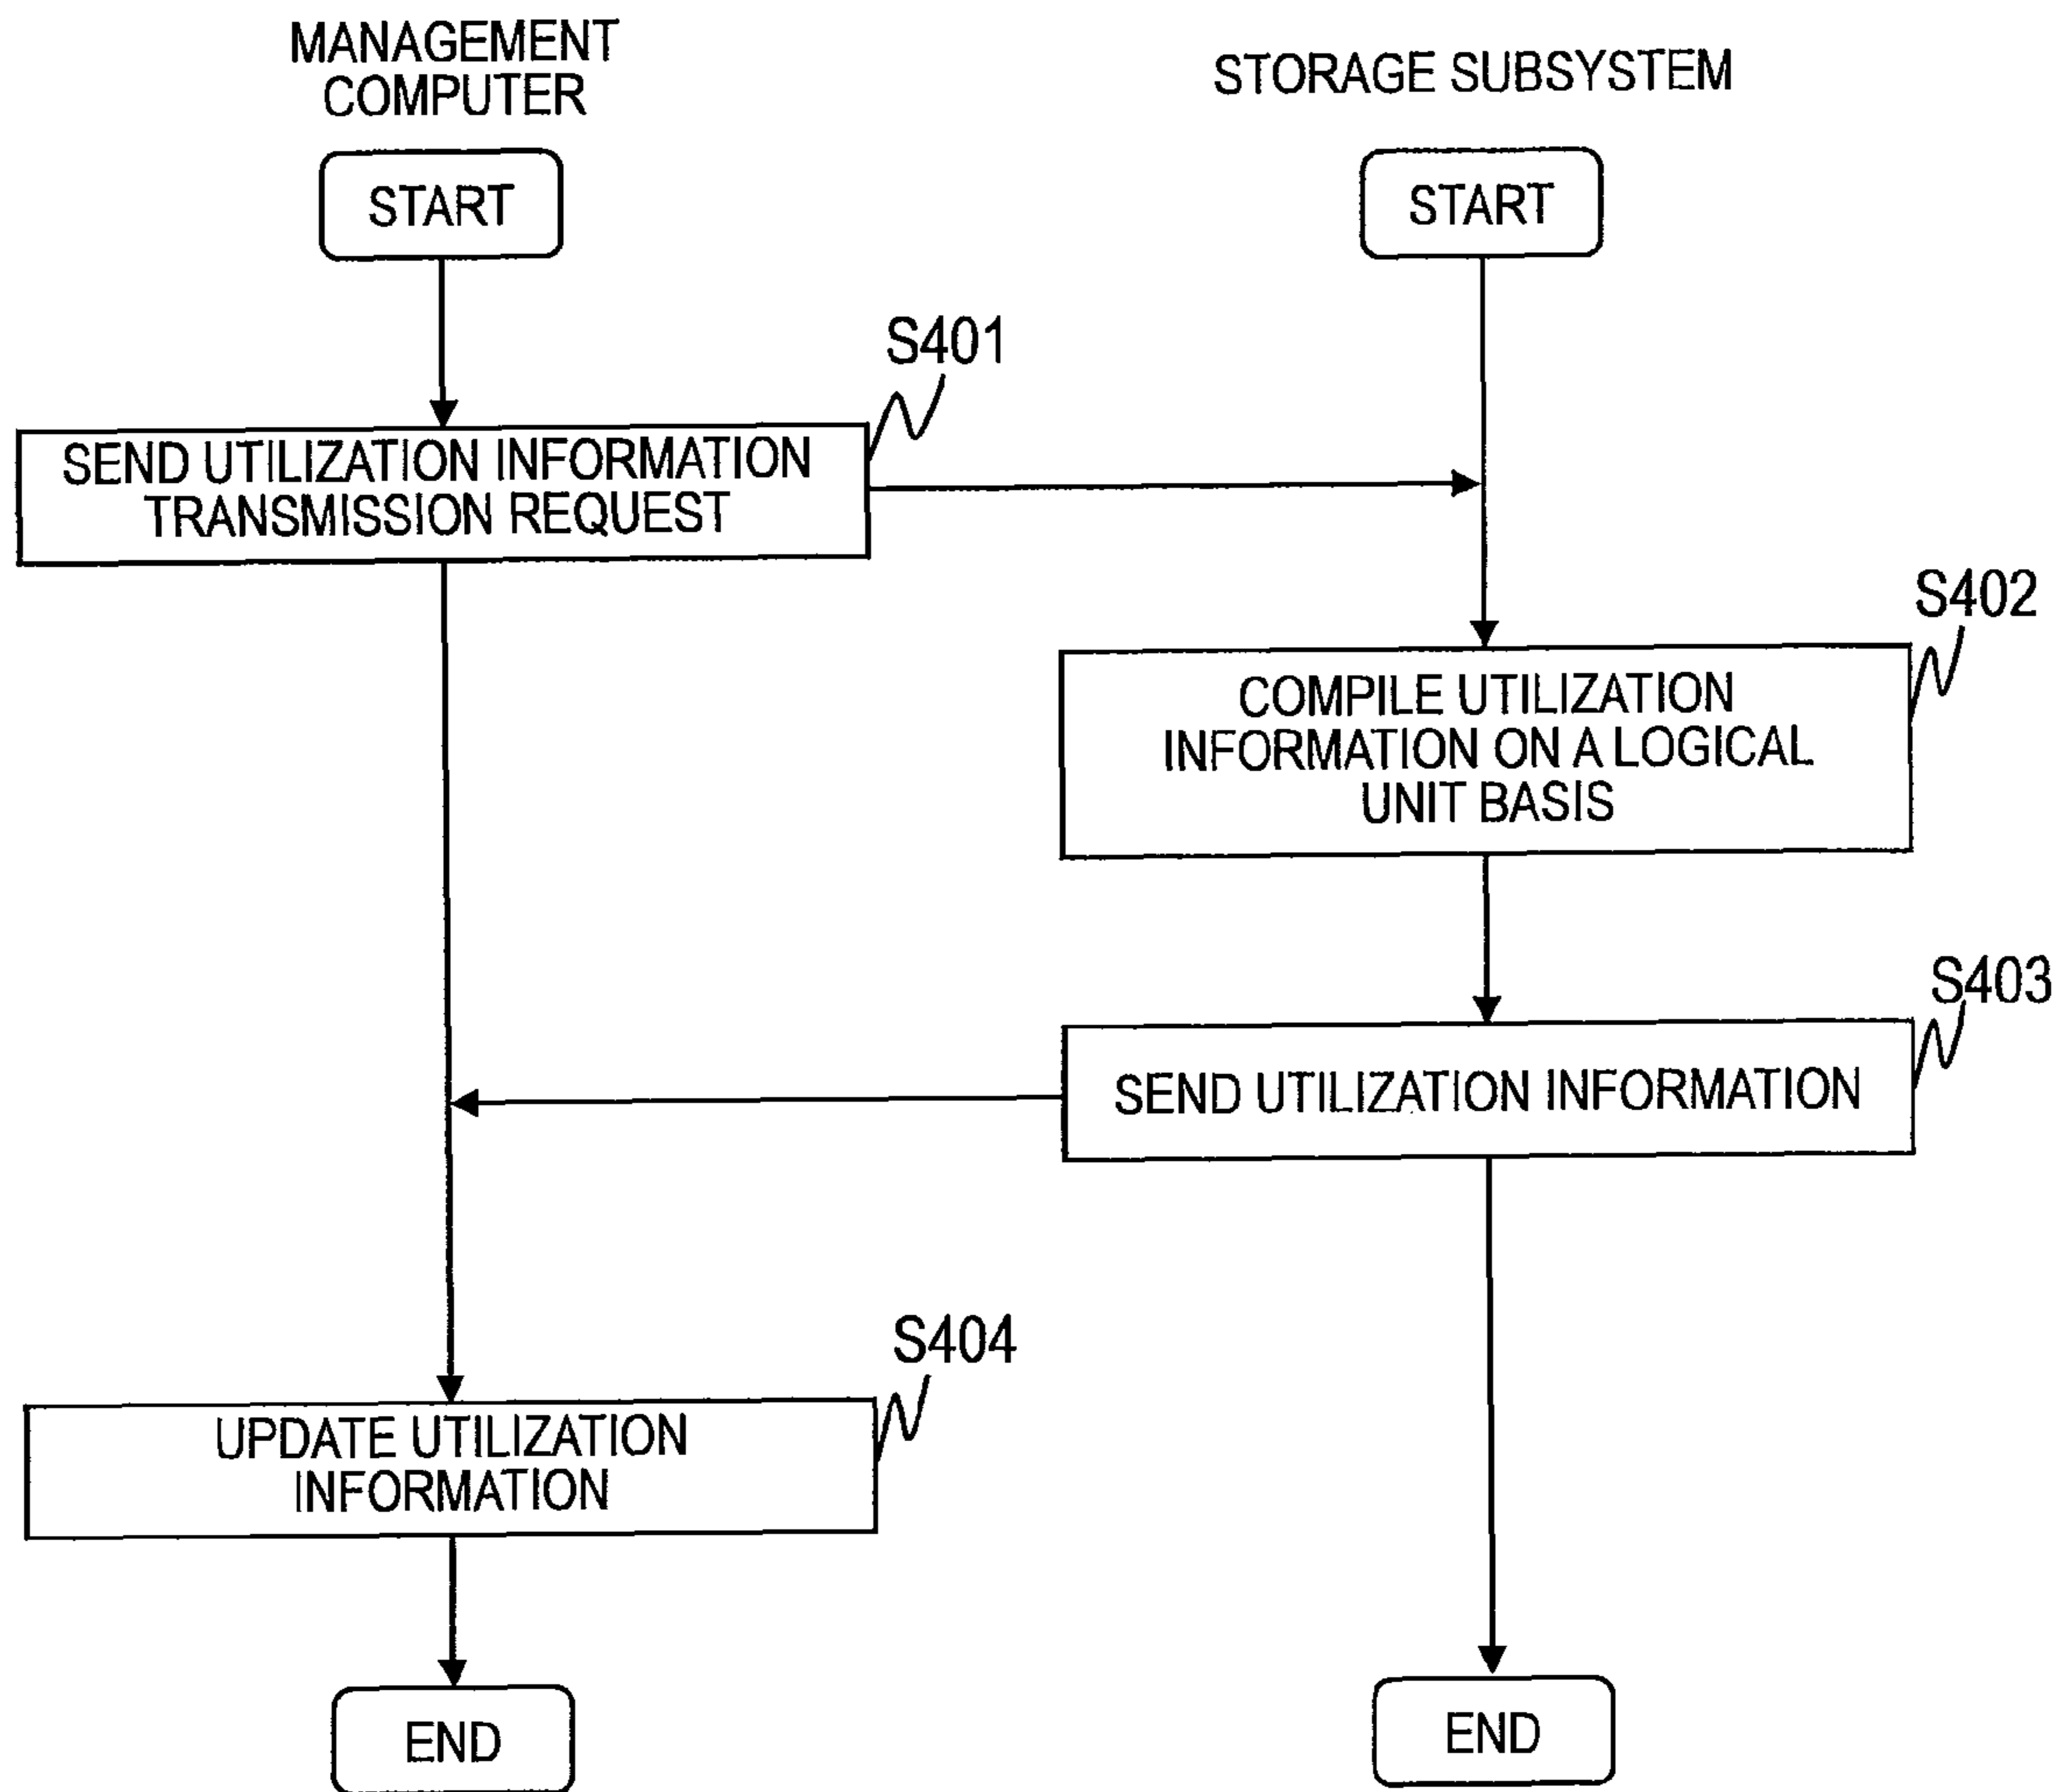 MANAGEMENT
COMPUTER
STORAGE SUBSYSTEM
START
START
S401
SEND UTILIZATION INFORMATION
TRANSMISSION REQUEST
S402
COMPILE UTILIZATION
INFORMATION ON A LOGICAL
UNIT BASIS
S403
SEND UTILIZATION INFORMATION
S404
UPDATE UTILIZATION
INFORMATION
END
END